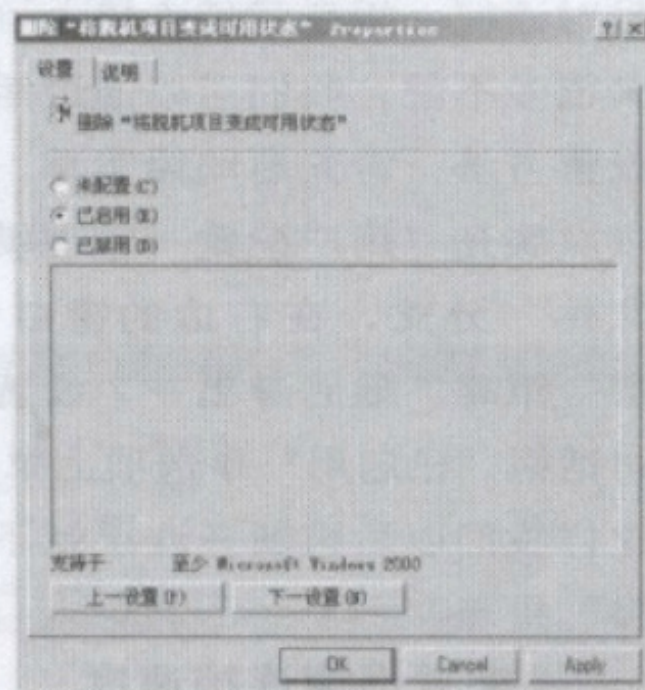 删除“将脱机项目变成可用状态” Properties
设置 说明
删除“将脱机项目变成可用状态”
未配置(C)
已启用(E)
已禁用(D)
支持于 至少 Microsoft Windows 2000
上一设置(P) 下一设置(N)
OK Cancel Apply